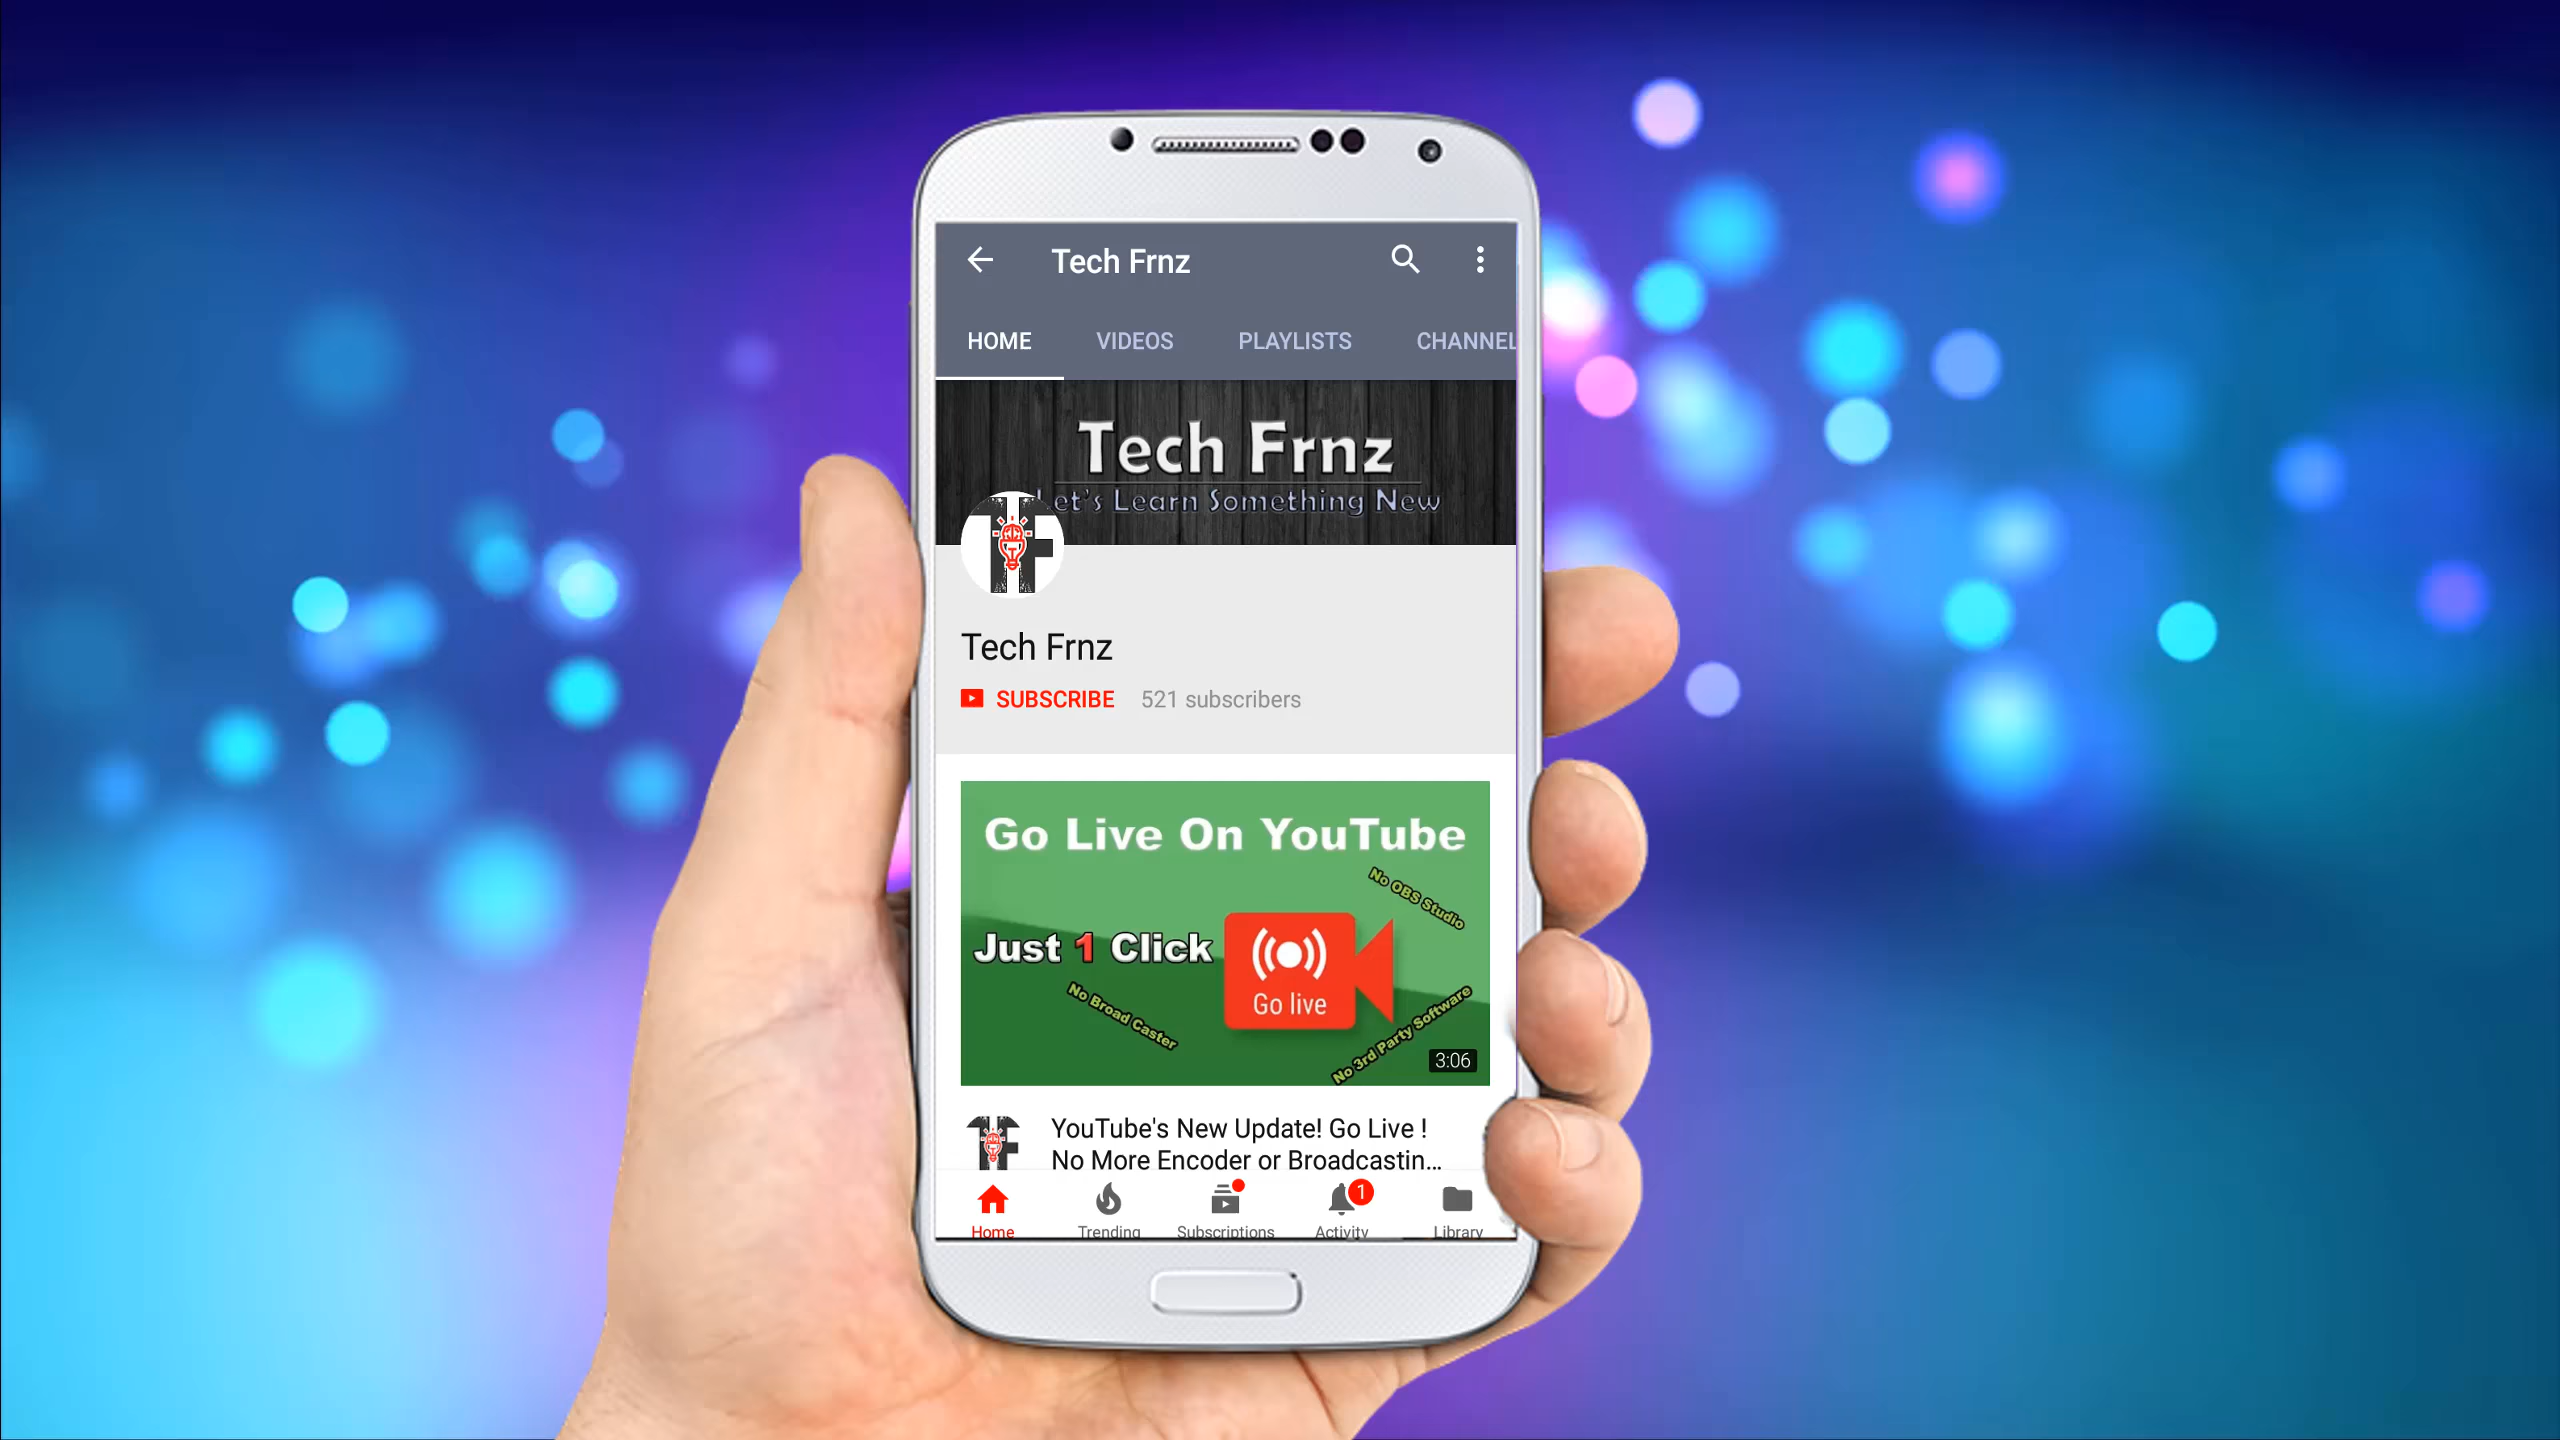 Tech Frnz
HOME VIDEOS PLAYLISTS CHANNEL
Tech Frnz
et's Learn Something New
Tech Frnz
SUBSCRIBE 521 subscribers
Go Live On YouTube
No OBS Studio
Just 1 Click
Go live
No Broad Caster
No 3rd Party Software
3:06
YouTube's New Update! Go Live !
No More Encoder or Broadcastin...
1
Home Trending Subscriptions Activity Library